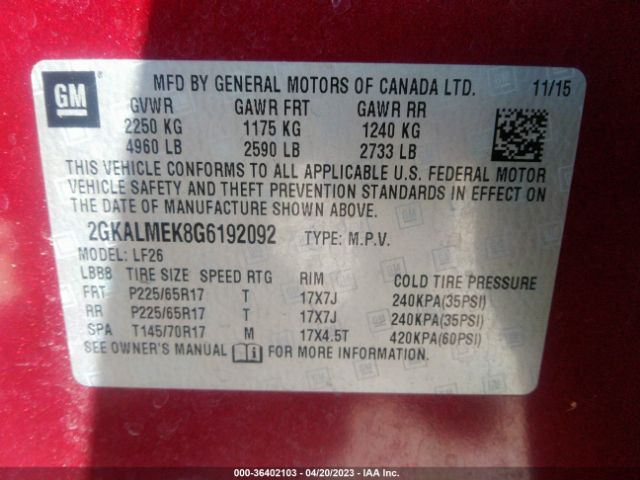 GM
MFD BY GENERAL MOTORS OF CANADA LTD. 11/15
GVWR GAWR FRT GAWR RR
2250 KG 1175 KG 1240 KG
4960 LB 2590 LB 2733 LB
THIS VEHICLE CONFORMS TO ALL APPLICABLE U.S. FEDERAL MOTOR
VEHICLE SAFETY AND THEFT PREVENTION STANDARDS IN EFFECT ON
THE DATE OF MANUFACTURE SHOWN ABOVE.
2GKALMEK8G6192092 TYPE: M.P.V.
MODEL: LF26
LBB8 TIRE SIZE SPEED RTG RIM COLD TIRE PRESSURE
FRT P225/65R17 T 17X7J 240KPA(35PSI)
RR P225/65R17 T 17X7J 240KPA(35PSI)
SPA T145/70R17 M 17X4.5T 420KPA(60PSI)
SEE OWNER'S MANUAL FOR MORE INFORMATION.
000-36402103 - 04/20/2023 - IAA Inc.